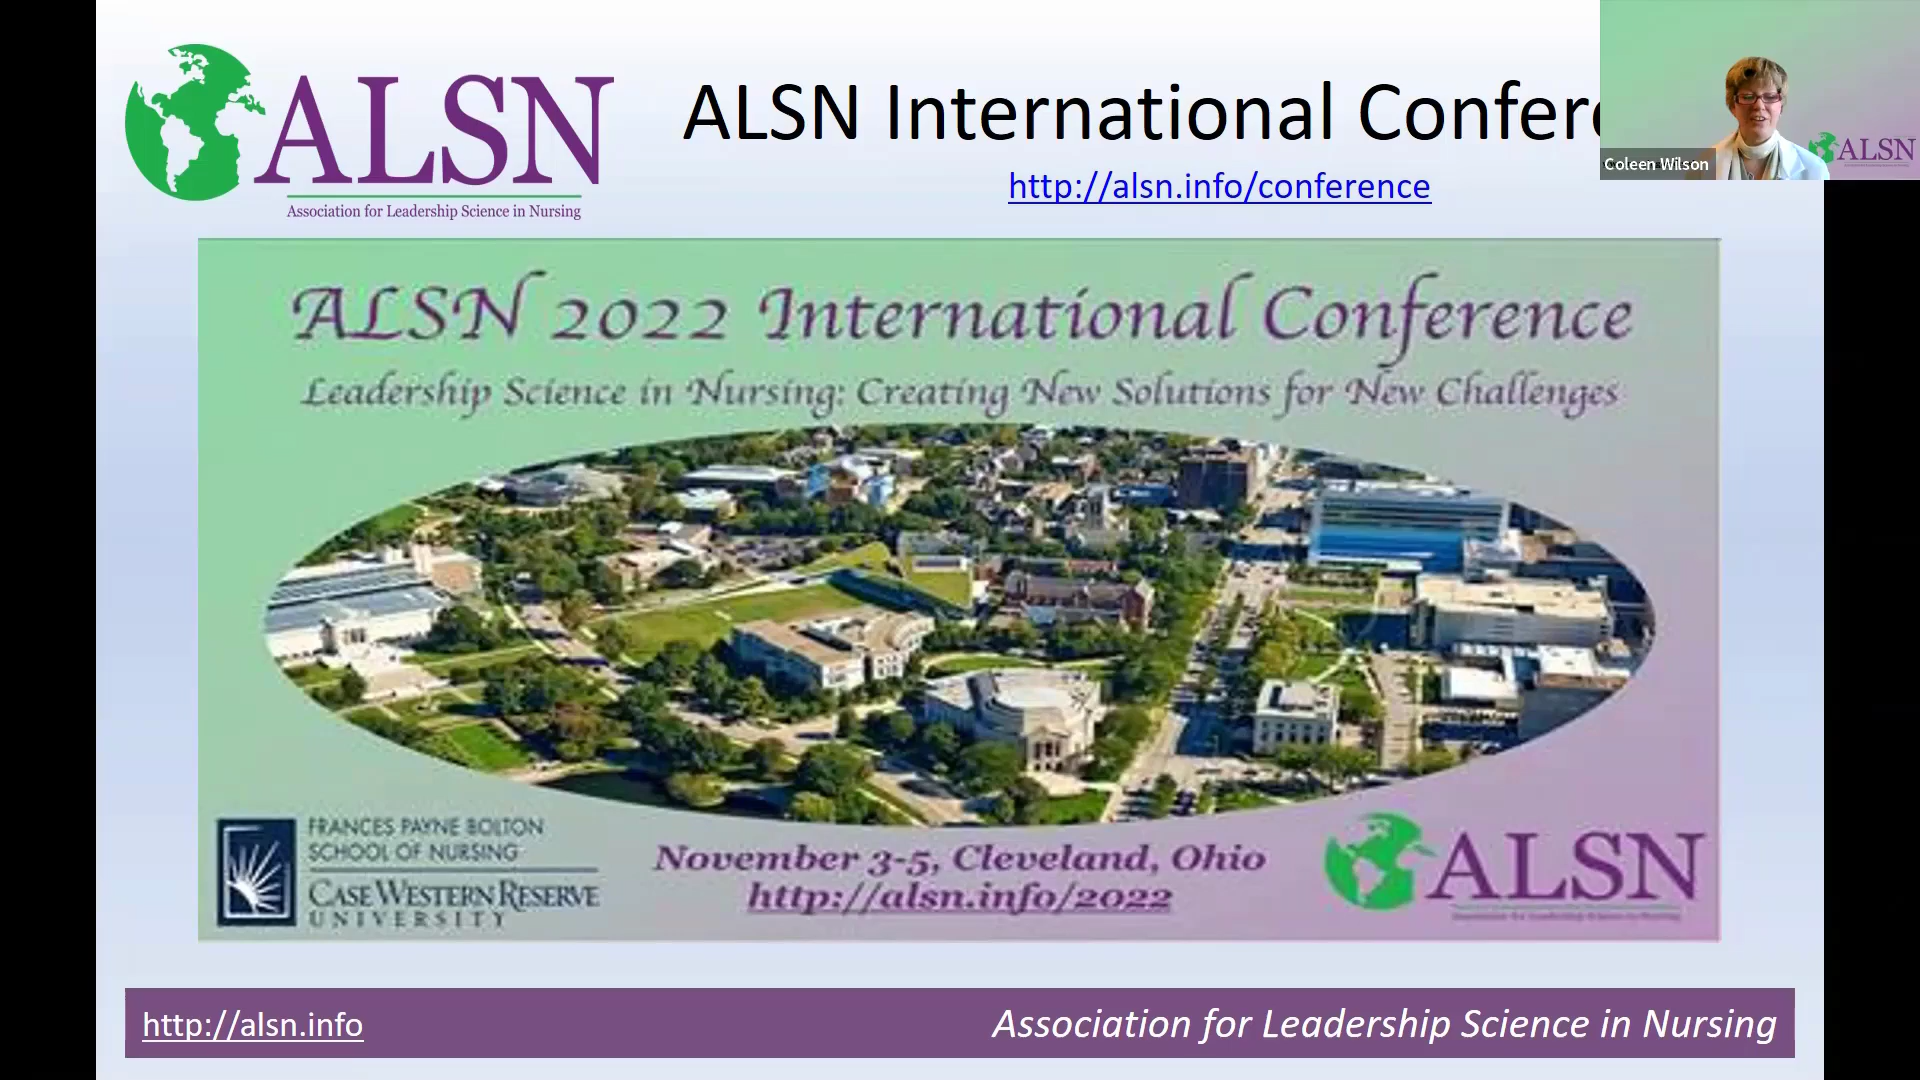 ALSN
Association for Leadership Science in Nursing
ALSN International Confere
http://alsn.info/conference
Coleen Wilson
ALSN
ALSN 2022 International Conference
Leadership Science in Nursing: Creating New Solutions for New Challenges
FRANCES PAYNE BOLTON
SCHOOL OF NURSING
CASE WESTERN RESERVE
UNIVERSITY
November 3-5, Cleveland, Ohio
http://alsn.info/2022
ALSN
http://alsn.info
Association for Leadership Science in Nursing